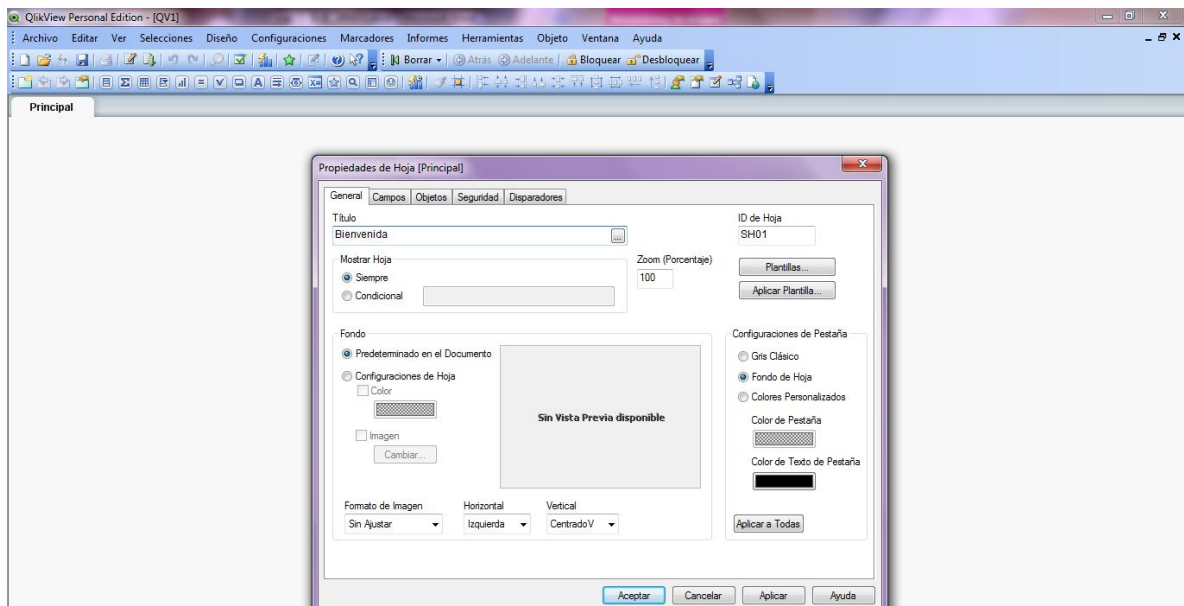 QlikView Personal Edition - [QV1]
Archivo Editar Ver Selecciones Diseño Configuraciones Marcadores Informes Herramientas Objeto Ventana Ayuda
Borrar Atrás Adelante Bloquear Desbloquear
Principal
Propiedades de Hoja [Principal]
General Campos Objetos Seguridad Disparadores
Título
ID de Hoja
Bienvenida ...
SH01
Mostrar Hoja
Zoom (Porcentaje)
Siempre
100
Plantillas...
Condicional
Aplicar Plantilla...
Fondo
Configuraciones de Pestaña
Predeterminado en el Documento
Gris Clásico
Configuraciones de Hoja
Fondo de Hoja
Color
Colores Personalizados
Sin Vista Previa disponible
Color de Pestaña
Imagen
Cambiar...
Color de Texto de Pestaña
Formato de Imagen Horizontal Vertical
Sin Ajustar Izquierda CentradoV
Aplicar a Todas
Aceptar Cancelar Aplicar Ayuda